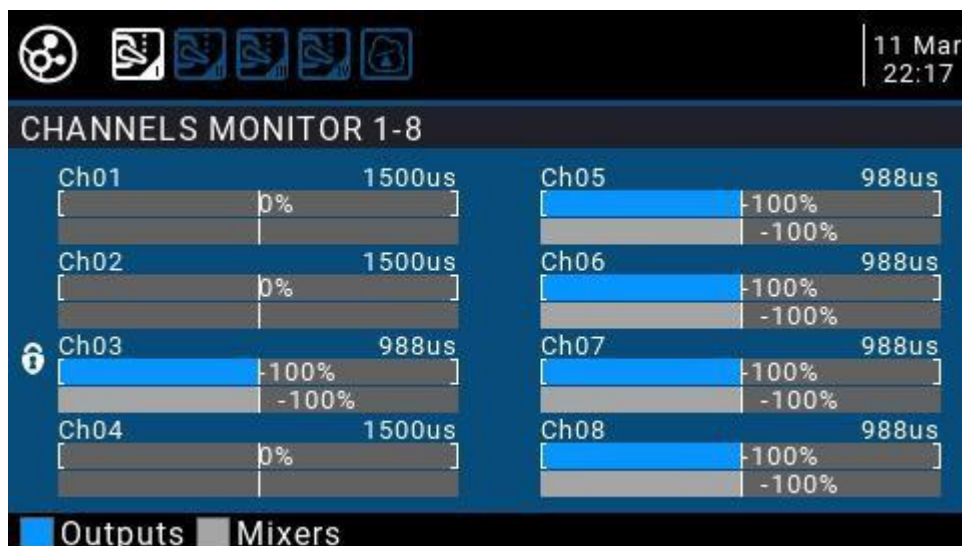 11 Mar
22:17
CHANNELS MONITOR 1-8
Ch01 1500us
0%
Ch02 1500us
0%
Ch03 988us
-100%
-100%
Ch04 1500us
0%
Ch05 988us
-100%
-100%
Ch06 988us
-100%
-100%
Ch07 988us
-100%
-100%
Ch08 988us
-100%
-100%
Outputs Mixers